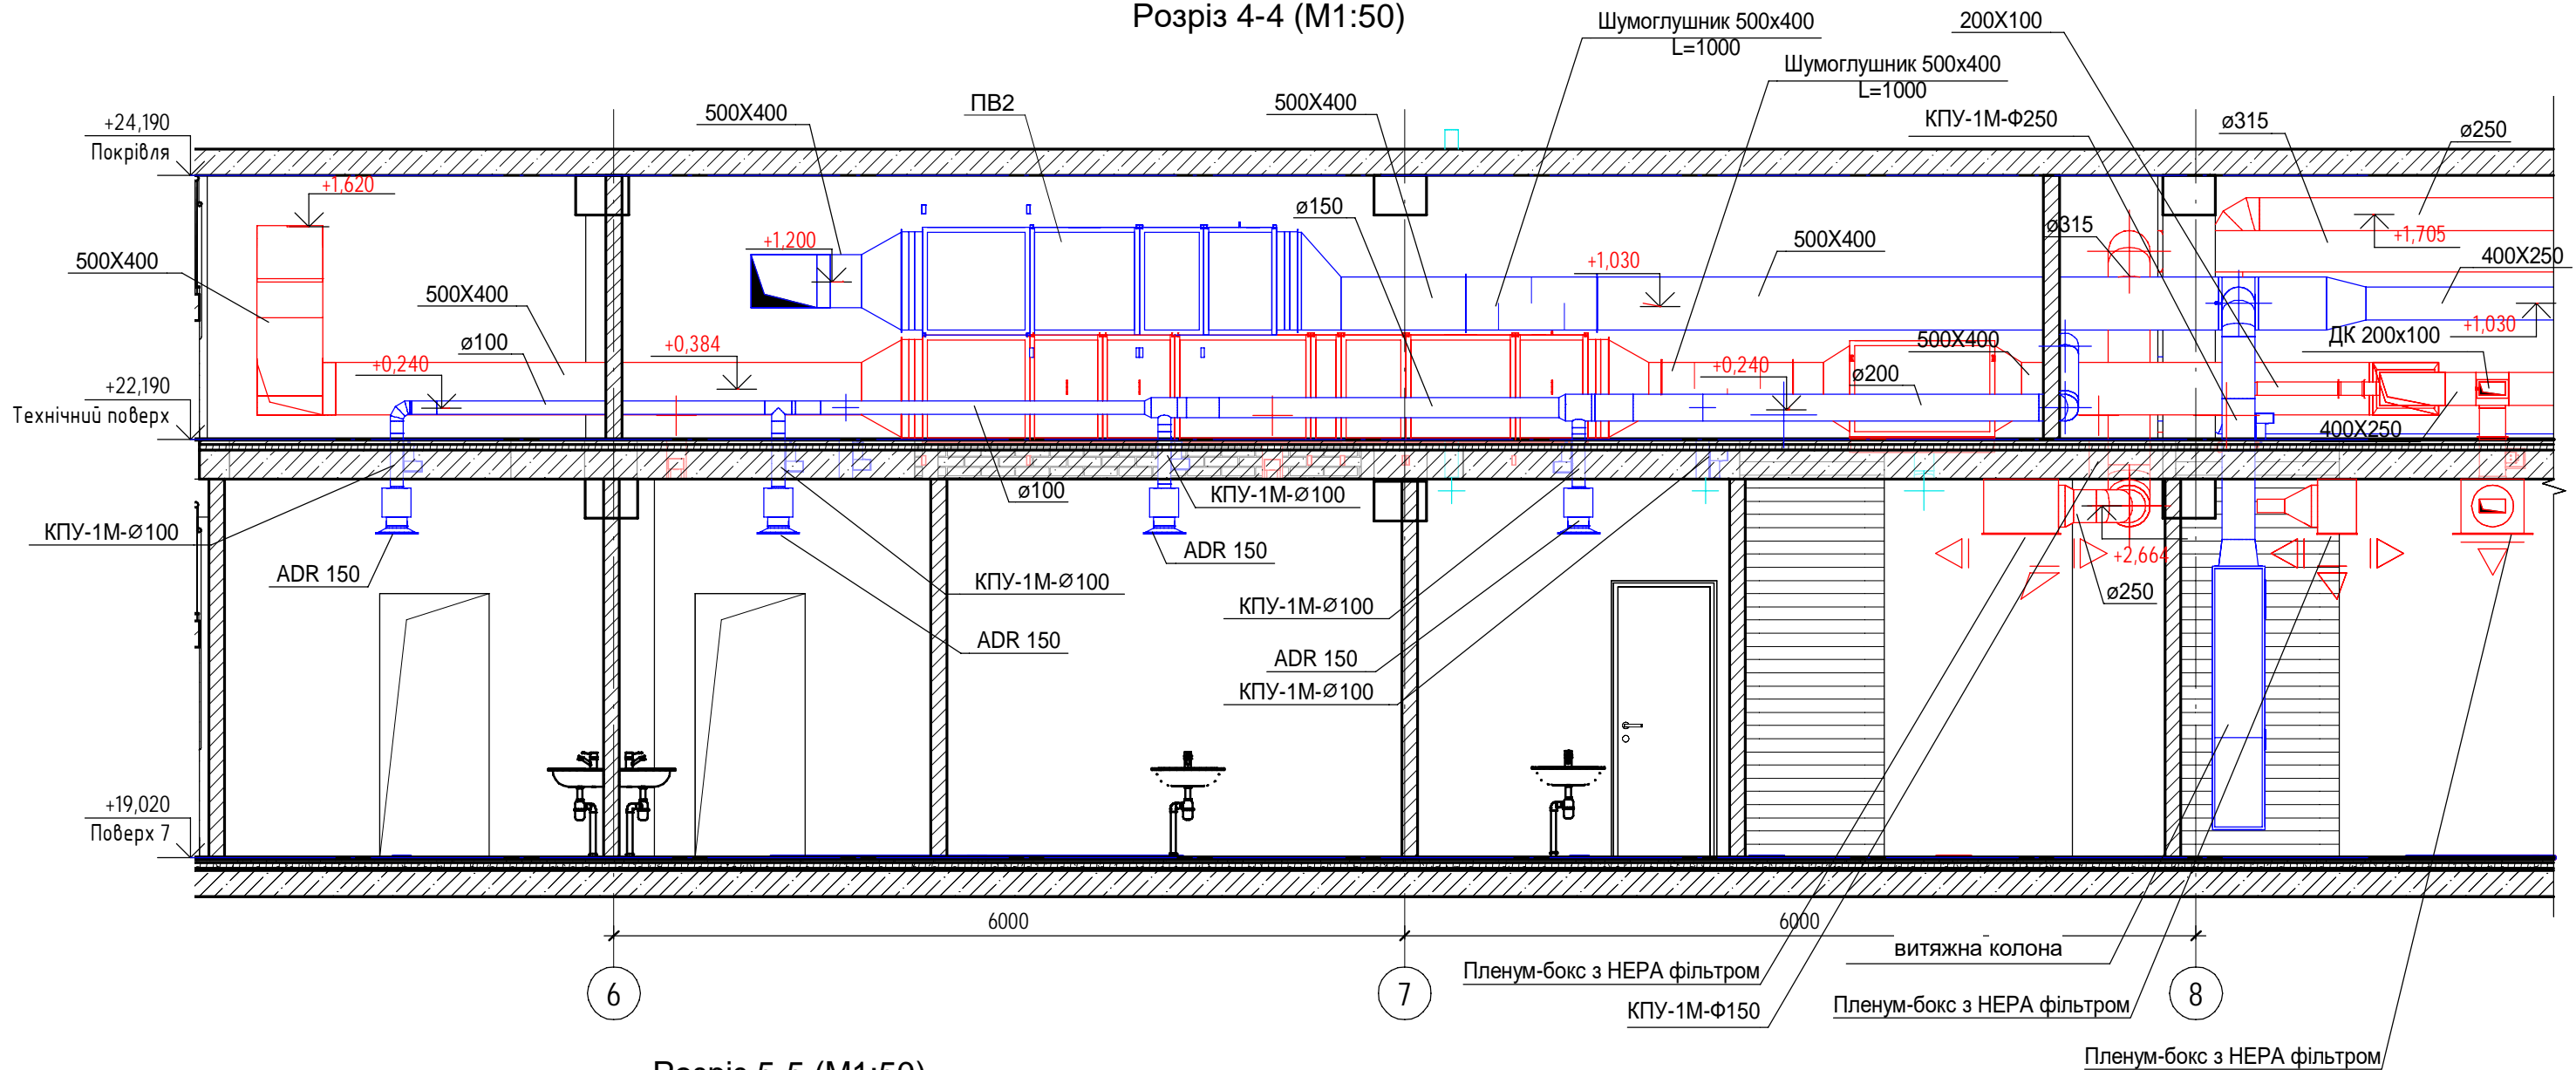 Розріз 4-4 (М1:50)
Шумоглушник 500х400
L=1000
200Х100
Шумоглушник 500х400
L=1000
500Х400
ПВ2
500Х400
КПУ-1М-Ф250
ø315
ø250
+24,190
Покрівля
+1,620
ø150
+1,200
500Х400
ø315
+1,705
500Х400
+1,030
400Х250
500Х400
ø100
+0,384
500Х400
ДК 200х100
+1,030
+0,240
+0,240
ø200
+22,190
Технічний поверх
400Х250
ø100
КПУ-1М-Ø100
КПУ-1М-Ø100
ADR 150
+2,664
ADR 150
КПУ-1М-Ø100
ø250
КПУ-1М-Ø100
ADR 150
ADR 150
КПУ-1М-Ø100
+19,020
Поверх 7
6000
6000
витяжна колона
Пленум-бокс з НЕРА фільтром
6
7
8
КПУ-1М-Ф150
Пленум-бокс з НЕРА фільтром
Пленум-бокс з НЕРА фільтром
Розріз 5-5 (М1:50)